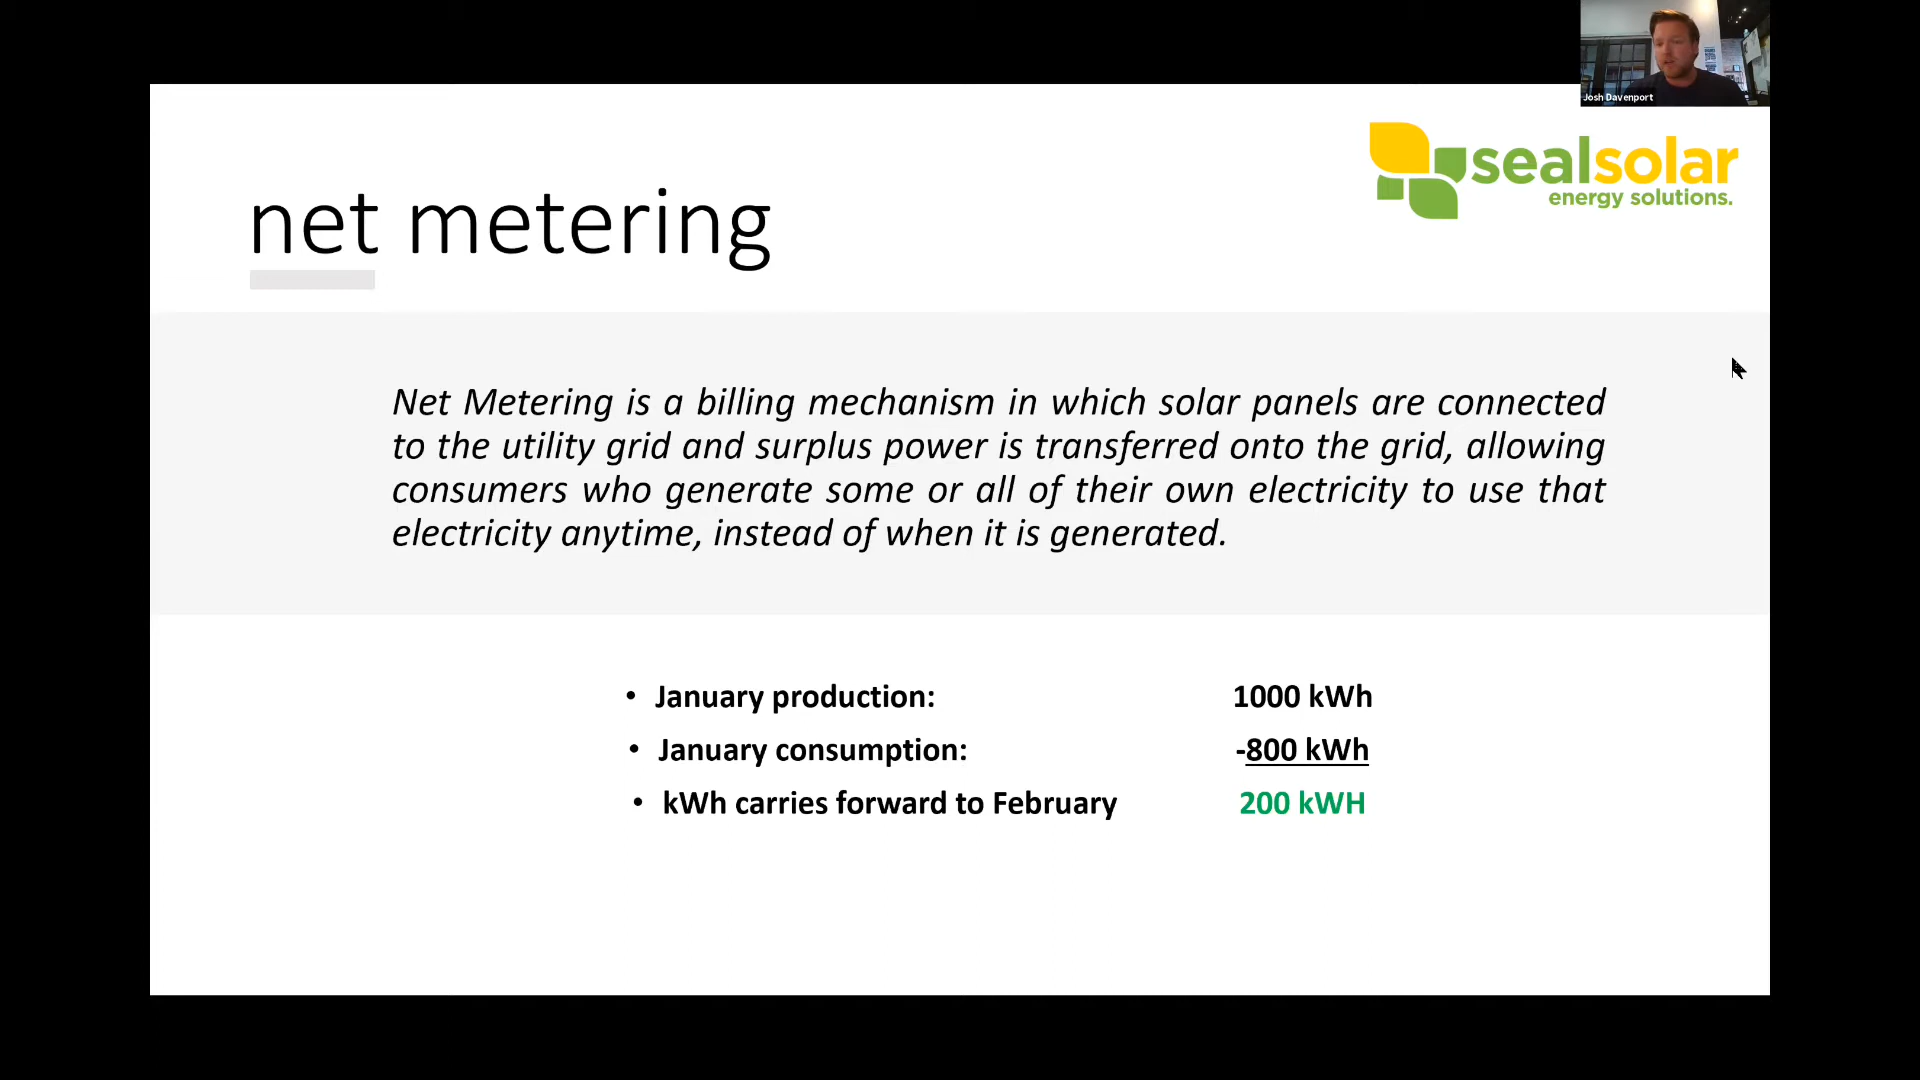 Josh Davenport
sealsolar
energy solutions.
net metering
Net Metering is a billing mechanism in which solar panels are connected
to the utility grid and surplus power is transferred onto the grid, allowing
consumers who generate some or all of their own electricity to use that
electricity anytime, instead of when it is generated.
• January production: 1000 kWh
• January consumption: -800 kWh
• kWh carries forward to February 200 kWH